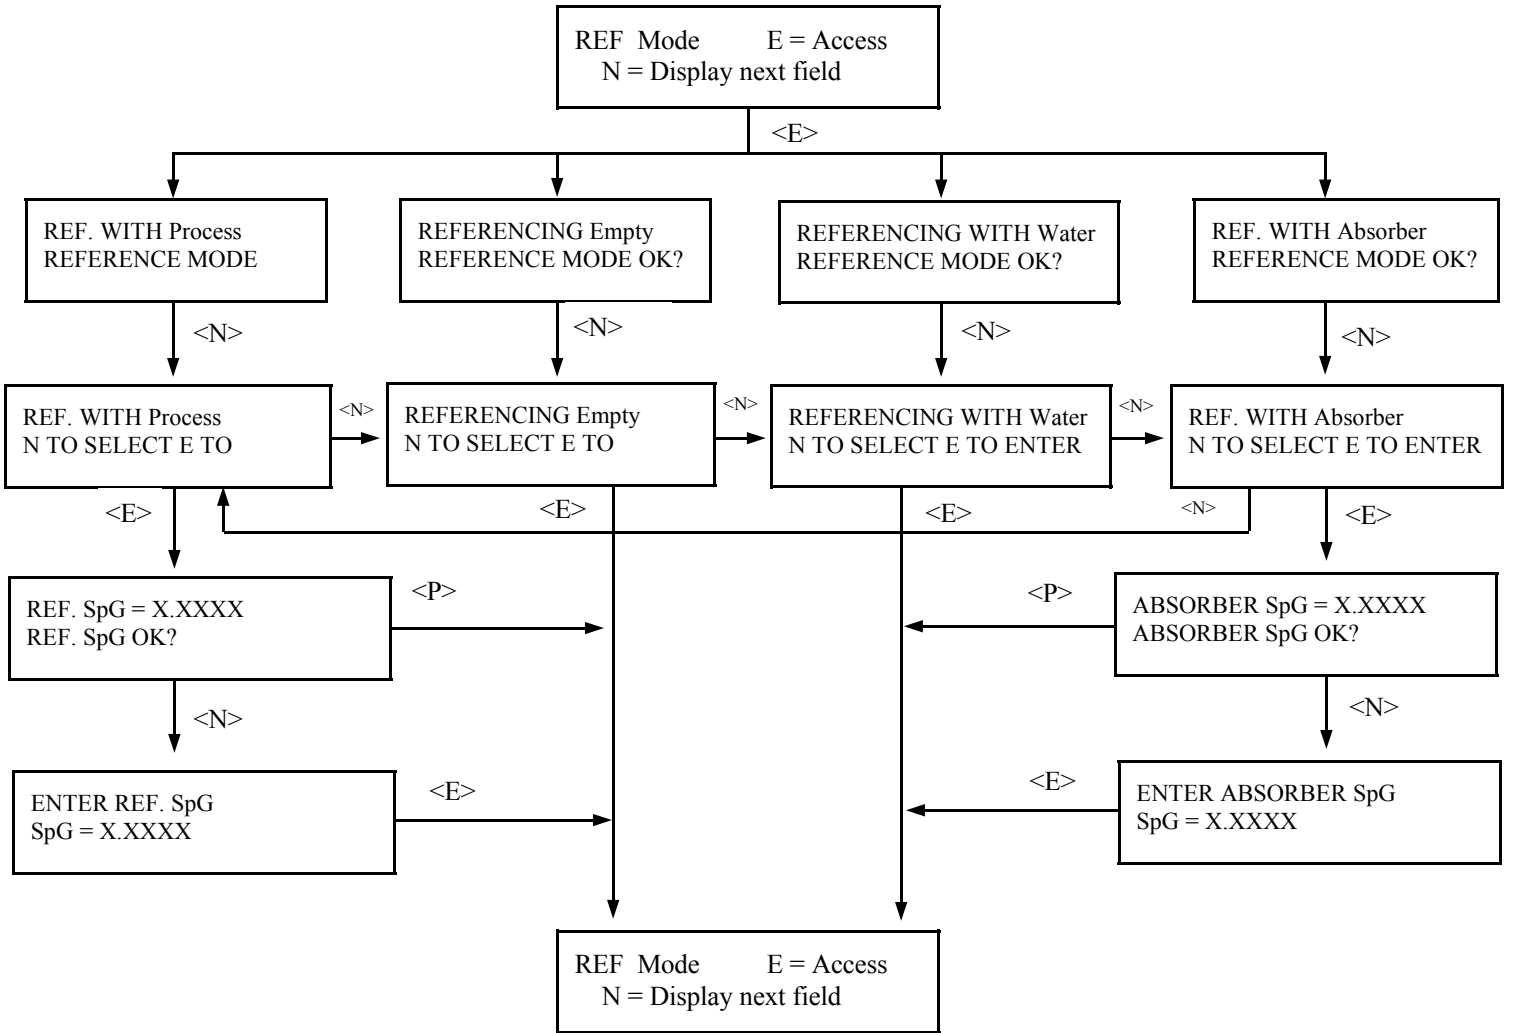 REF Mode E = Access
N = Display next field
<E>
REF. WITH Process
REFERENCE MODE
REFERENCING Empty
REFERENCE MODE OK?
REFERENCING WITH Water
REFERENCE MODE OK?
REF. WITH Absorber
REFERENCE MODE OK?
<N>
<N>
<N>
<N>
REF. WITH Process
N TO SELECT E TO
<N>
REFERENCING Empty
N TO SELECT E TO
<N>
REFERENCING WITH Water
N TO SELECT E TO ENTER
<N>
REF. WITH Absorber
N TO SELECT E TO ENTER
<E>
<E>
<E>
<N>
<E>
REF. SpG = X.XXXX
REF. SpG OK?
<P>
<P>
ABSORBER SpG = X.XXXX
ABSORBER SpG OK?
<N>
<N>
ENTER REF. SpG
SpG = X.XXXX
<E>
<E>
ENTER ABSORBER SpG
SpG = X.XXXX
REF Mode E = Access
N = Display next field